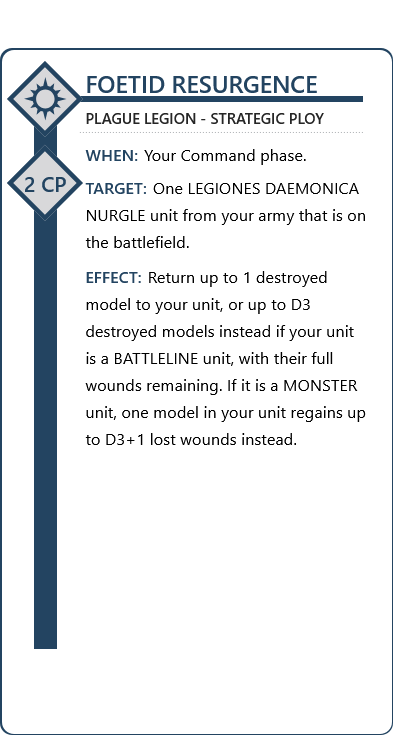 FOETID RESURGENCE
PLAGUE LEGION - STRATEGIC PLOY
2 CP
WHEN: Your Command phase.
TARGET: One LEGIONES DAEMONICA
NURGLE unit from your army that is on
the battlefield.
EFFECT: Return up to 1 destroyed
model to your unit, or up to D3
destroyed models instead if your unit
is a BATTLELINE unit, with their full
wounds remaining. If it is a MONSTER
unit, one model in your unit regains up
to D3+1 lost wounds instead.